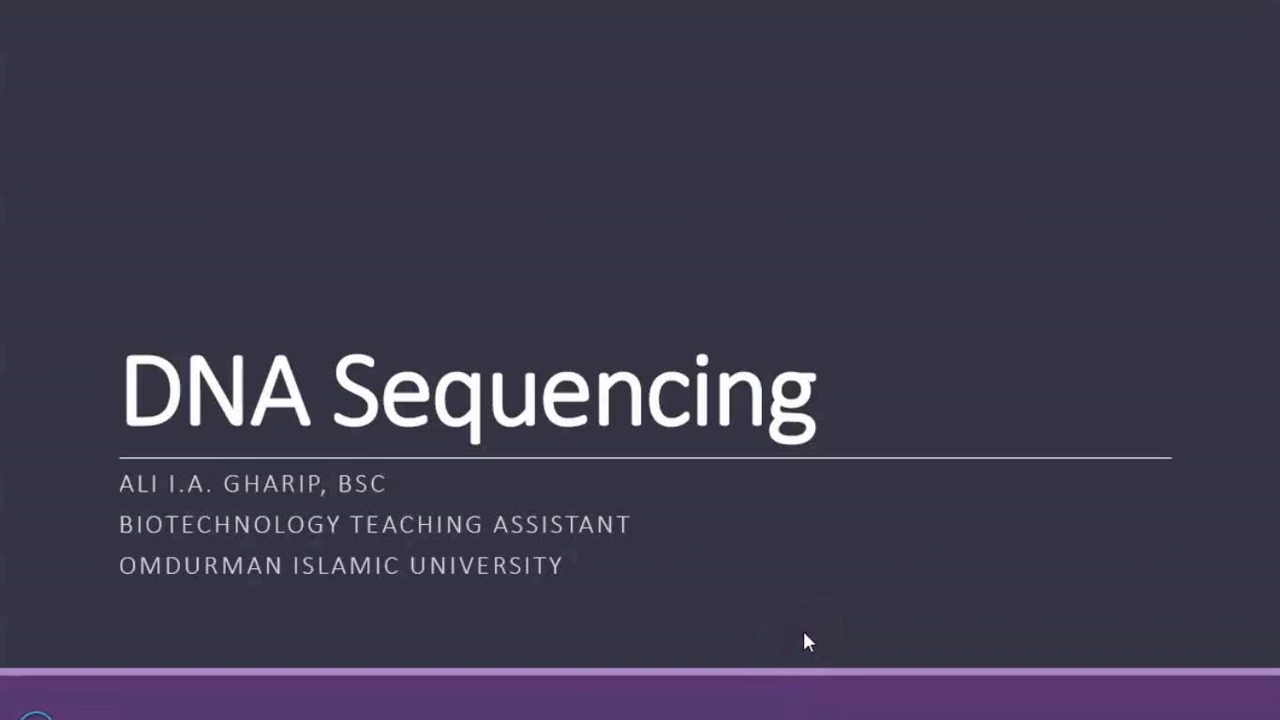 DNA Sequencing
ALI I.A. GHARIP, BSC
BIOTECHNOLOGY TEACHING ASSISTANT
OMDURMAN ISLAMIC UNIVERSITY